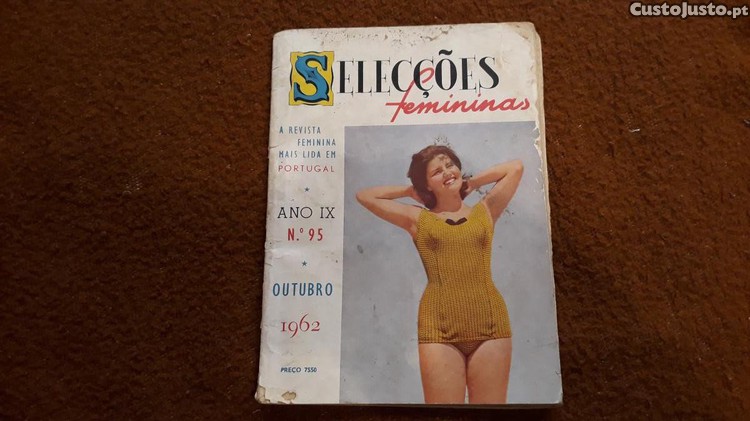 CustoJusto.pt
SELECÇÕES
femininas
A REVISTA
FEMININA
MAIS LIDA EM
PORTUGAL
ANO IX
N.º 95
OUTUBRO
1962
PREÇO 7$50